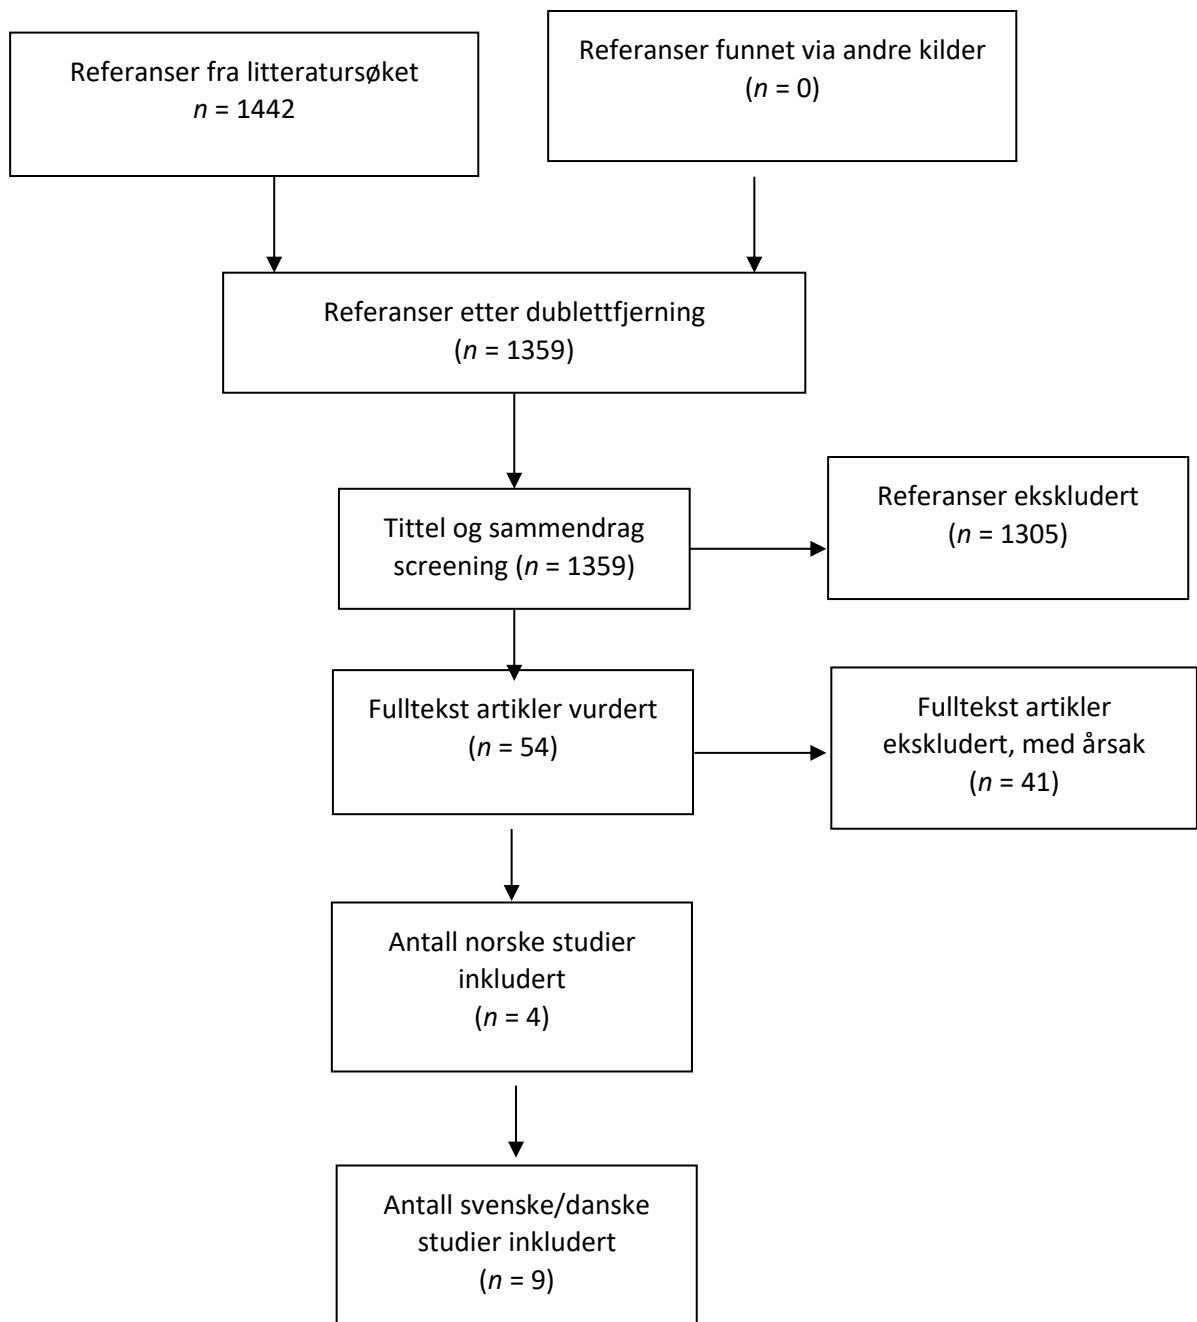 Referanser fra litteratursøket
n = 1442
Referanser funnet via andre kilder
(n = 0)
Referanser etter dublettfjerning
(n = 1359)
Tittel og sammendrag
screening (n = 1359)
Referanser ekskludert
(n = 1305)
Fulltekst artikler vurdert
(n = 54)
Fulltekst artikler
ekskludert, med årsak
(n = 41)
Antall norske studier
inkludert
(n = 4)
Antall svenske/danske
studier inkludert
(n = 9)